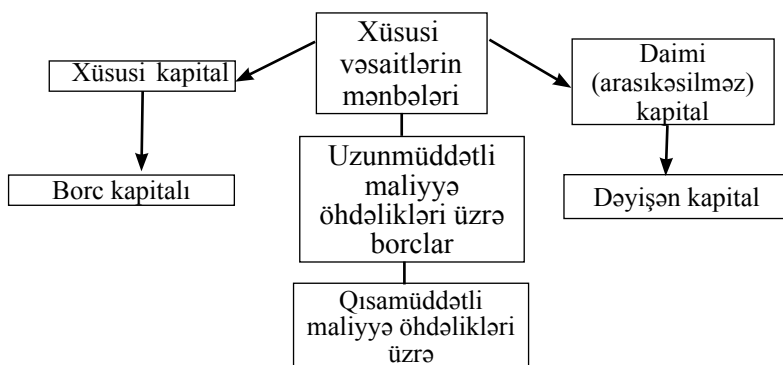 Xüsusi
vəsaitlərin
mənbələri
Xüsusi kapital
Daimi
(arasıkəsilməz)
kapital
Uzunmüddətli
maliyyə
öhdəlikləri üzrə
borclar
Borc kapitalı
Dəyişən kapital
Qısamüddətli
maliyyə öhdəlikləri
üzrə